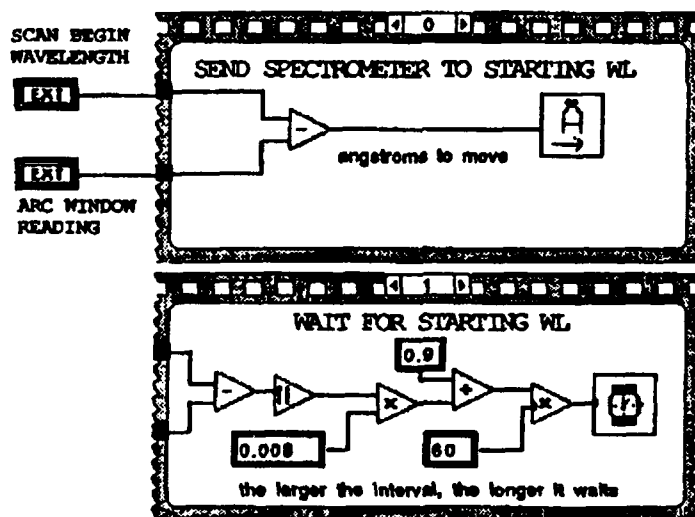 SCAN BEGIN
WAVELENGTH
EXT
EXT
ARC WINDOW
READING
0
SEND SPECTROMETER TO STARTING WL
-
Å
angstroms to move
1
WAIT FOR STARTING WL
0.9
-
||
×
+
×
0.008
60
the larger the interval, the longer it waits